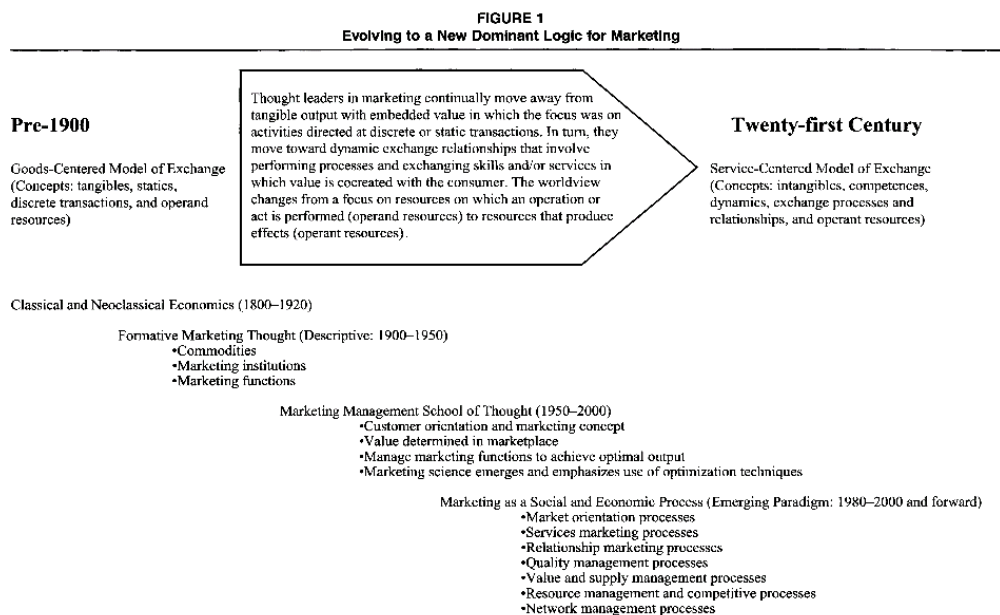 FIGURE 1
Evolving to a New Dominant Logic for Marketing
Pre-1900
Goods-Centered Model of Exchange
(Concepts: tangibles, statics,
discrete transactions, and operand
resources)
Thought leaders in marketing continually move away from
tangible output with embedded value in which the focus was on
activities directed at discrete or static transactions. In turn, they
move toward dynamic exchange relationships that involve
performing processes and exchanging skills and/or services in
which value is cocreated with the consumer. The worldview
changes from a focus on resources on which an operation or
act is performed (operand resources) to resources that produce
effects (operant resources).
Twenty-first Century
Service-Centered Model of Exchange
(Concepts: intangibles, competences,
dynamics, exchange processes and
relationships, and operant resources)
Classical and Neoclassical Economics (1800–1920)
Formative Marketing Thought (Descriptive: 1900–1950)
•Commodities
•Marketing institutions
•Marketing functions
Marketing Management School of Thought (1950–2000)
•Customer orientation and marketing concept
•Value determined in marketplace
•Manage marketing functions to achieve optimal output
•Marketing science emerges and emphasizes use of optimization techniques
Marketing as a Social and Economic Process (Emerging Paradigm: 1980–2000 and forward)
•Market orientation processes
•Services marketing processes
•Relationship marketing processes
•Quality management processes
•Value and supply management processes
•Resource management and competitive processes
•Network management processes